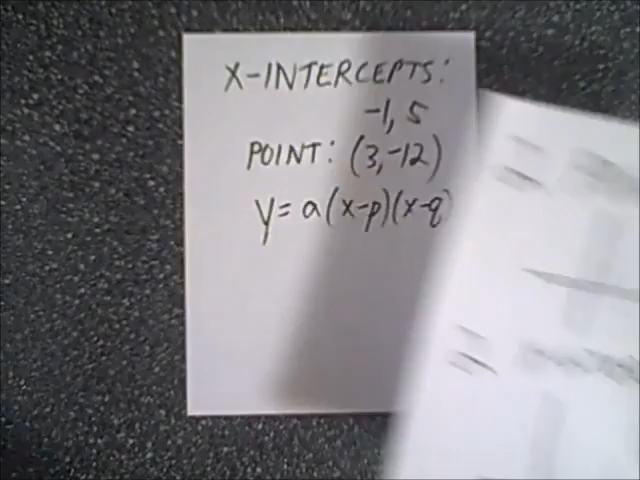 X-INTERCEPTS:
-1, 5
POINT: (3,-12)
y= a(x-p)(x-q)